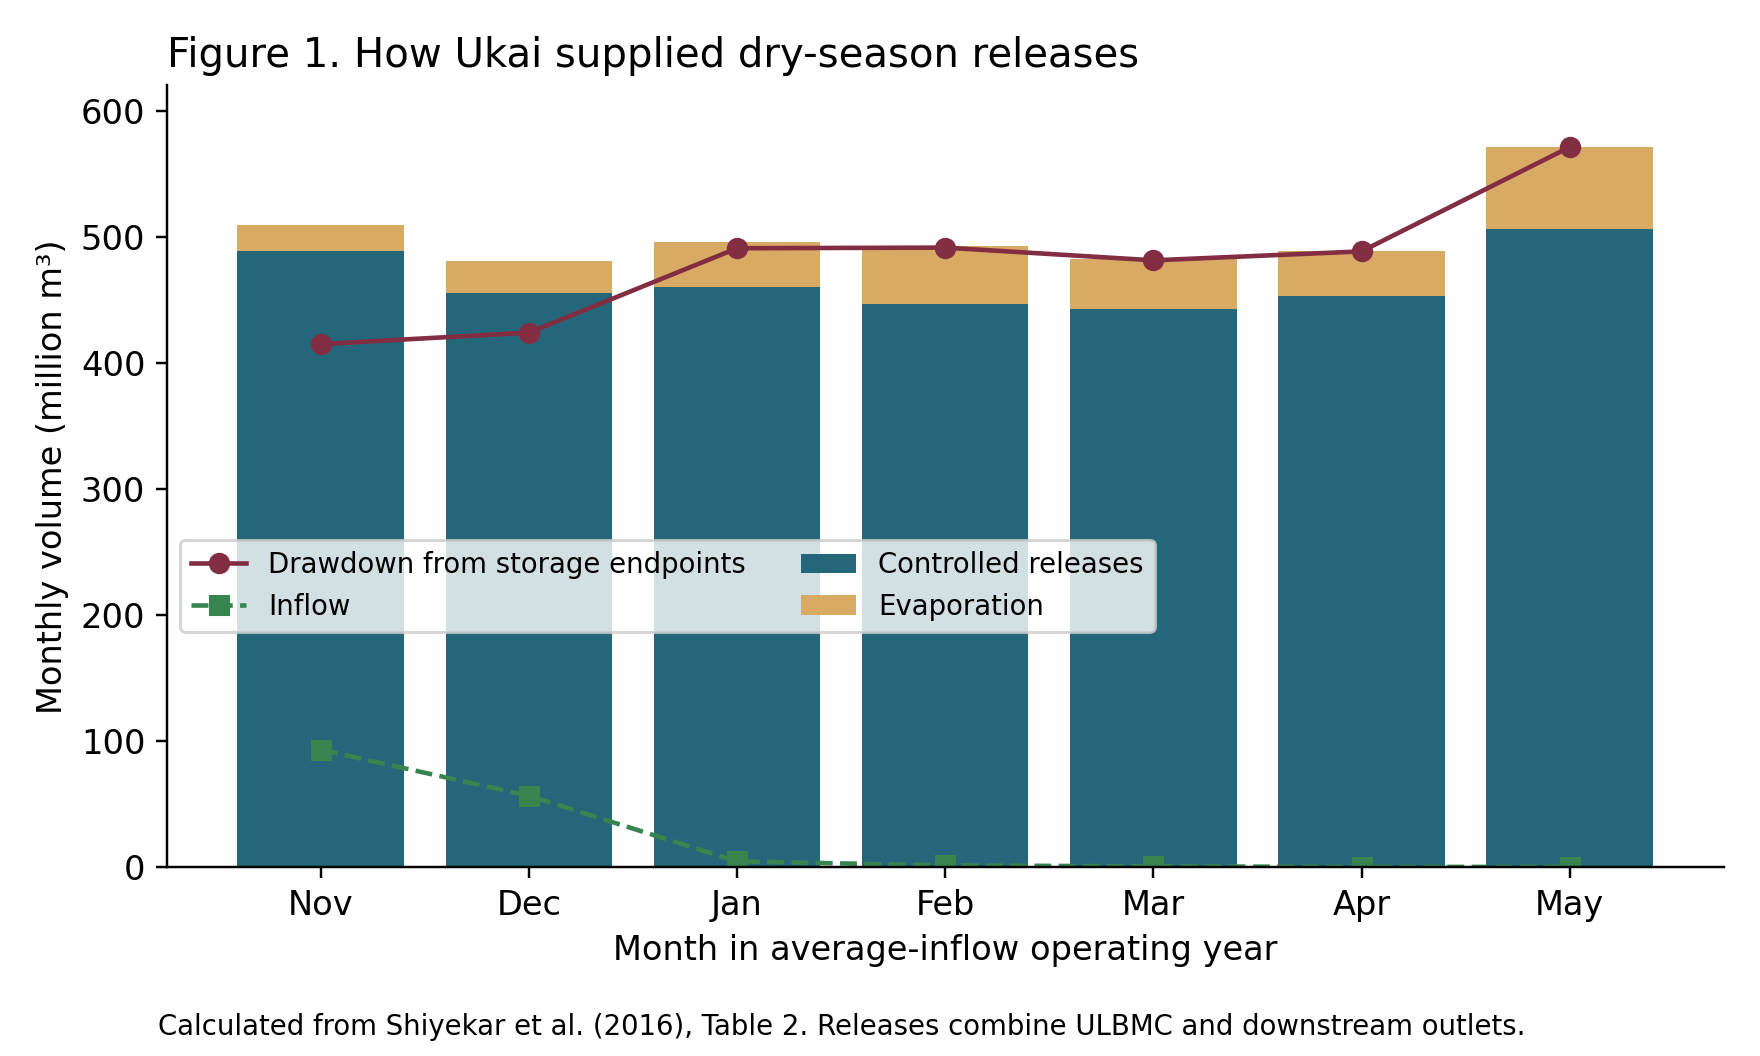 Figure 1. How Ukai supplied dry-season releases
Monthly volume (million m³)
600
500
400
300
200
100
0
Drawdown from storage endpoints
Inflow
Controlled releases
Evaporation
Nov Dec Jan Feb Mar Apr May
Month in average-inflow operating year
Calculated from Shiyekar et al. (2016), Table 2. Releases combine ULBMC and downstream outlets.